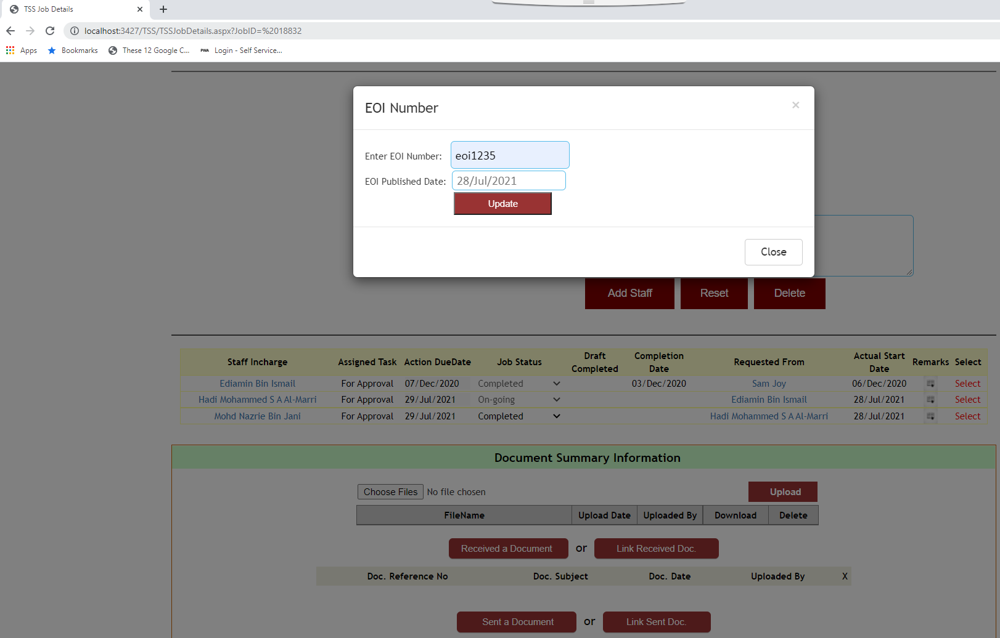 TSS Job Details
localhost:3427/TSS/TSSJobDetails.aspx?JobID=%2018832
Apps Bookmarks These 12 Google C... PWA Login - Self Service...
EOI Number ×
Enter EOI Number: eoi1235
EOI Published Date: 28/Jul/2021
Update
Close
Add Staff Reset Delete
Staff Incharge Assigned Task Action DueDate Job Status Draft Completed Completion Date Requested From Actual Start Date Remarks Select
Ediamin Bin Ismail For Approval 07/Dec/2020 Completed 03/Dec/2020 Sam Joy 06/Dec/2020 Select
Hadi Mohammed S A Al-Marri For Approval 29/Jul/2021 On-going Ediamin Bin Ismail 28/Jul/2021 Select
Mohd Nazrie Bin Jani For Approval 29/Jul/2021 Completed Hadi Mohammed S A Al-Marri 28/Jul/2021 Select
Document Summary Information
Choose Files No file chosen Upload
FileName Upload Date Uploaded By Download Delete
Received a Document or Link Received Doc.
Doc. Reference No Doc. Subject Doc. Date Uploaded By X
Sent a Document or Link Sent Doc.